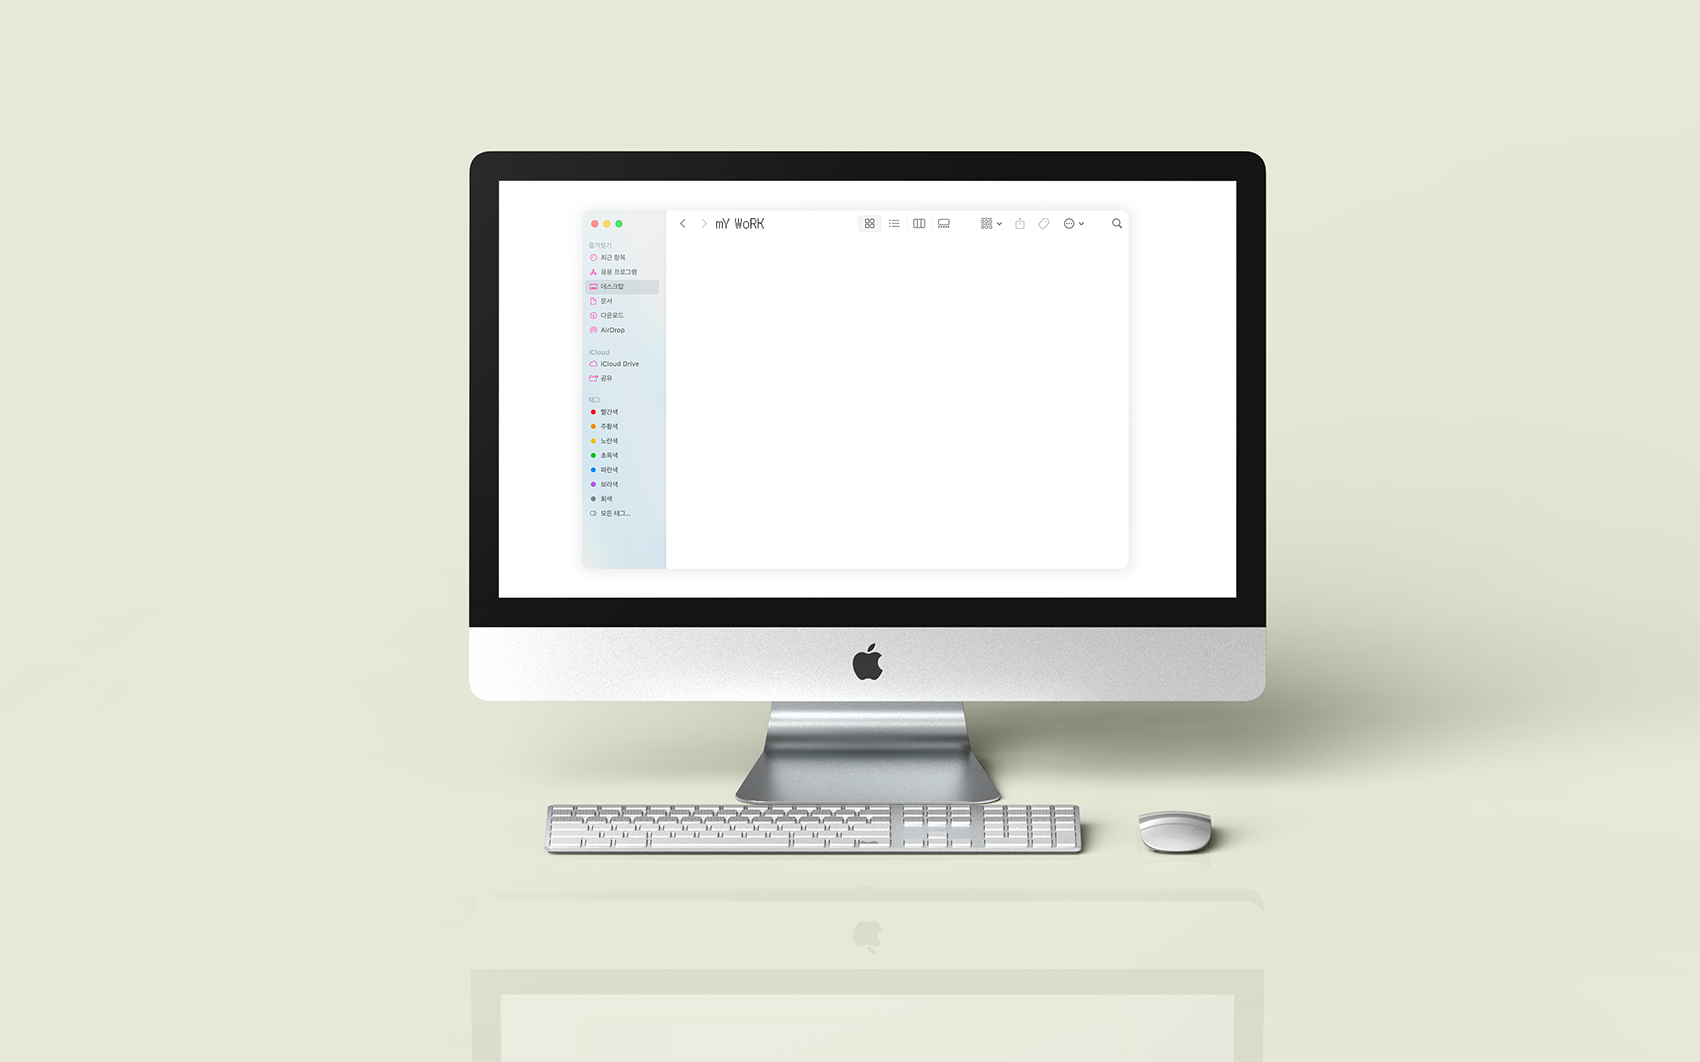 mY WoRK
즐겨찾기
최근 항목
응용 프로그램
데스크탑
문서
다운로드
AirDrop
iCloud
iCloud Drive
공유
태그
빨간색
주황색
노란색
초록색
파란색
보라색
회색
모든 태그...